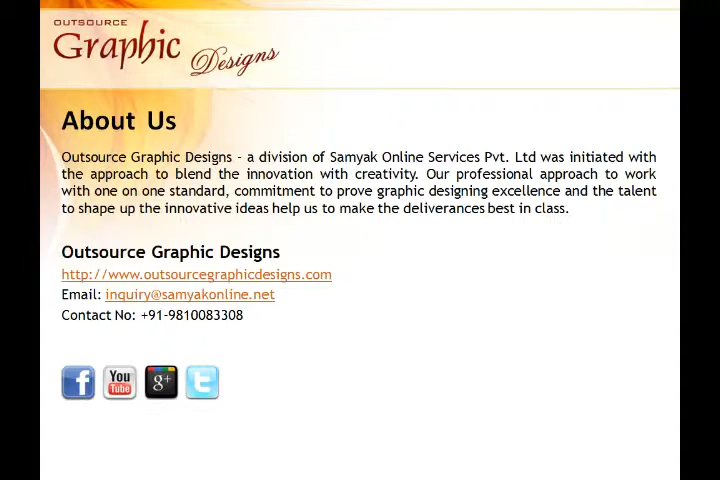 OUTSOURCE
Graphic
Designs
About Us
Outsource Graphic Designs - a division of Samyak Online Services Pvt. Ltd was initiated with
the approach to blend the innovation with creativity. Our professional approach to work
with one on one standard, commitment to prove graphic designing excellence and the talent
to shape up the innovative ideas help us to make the deliverances best in class.
Outsource Graphic Designs
http://www.outsourcegraphicdesigns.com
Email: inquiry@samyakonline.net
Contact No: +91-9810083308
f You Tube g+ t